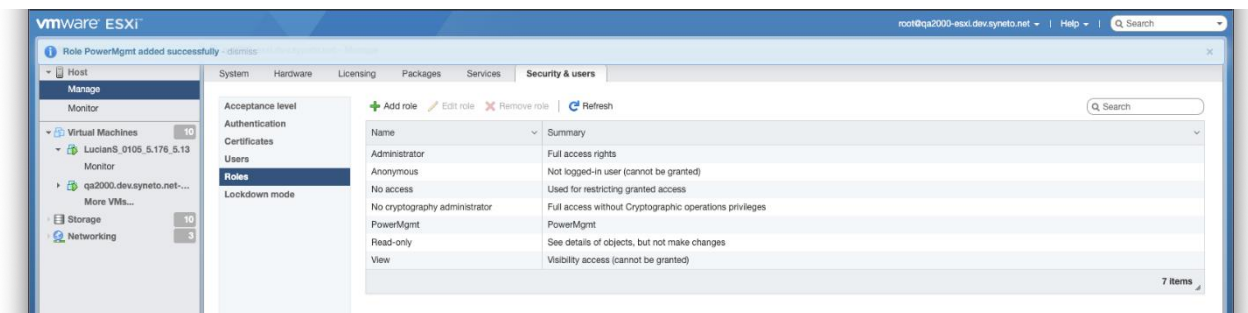 vmware ESXi™
root@qa2000-esxi.dev.syneto.net | Help | Search
Role PowerMgmt added successfully - dismiss
Host
Manage
Monitor
Virtual Machines 10
LucianS_0105_5.176_5.13
Monitor
qa2000.dev.syneto.net-...
More VMs...
Storage 10
Networking 3
System Hardware Licensing Packages Services Security & users
Acceptance level
Authentication
Certificates
Users
Roles
Lockdown mode
Add role Edit role Remove role | Refresh
Search
Name Summary
Administrator Full access rights
Anonymous Not logged-in user (cannot be granted)
No access Used for restricting granted access
No cryptography administrator Full access without Cryptographic operations privileges
PowerMgmt PowerMgmt
Read-only See details of objects, but not make changes
View Visibility access (cannot be granted)
7 items